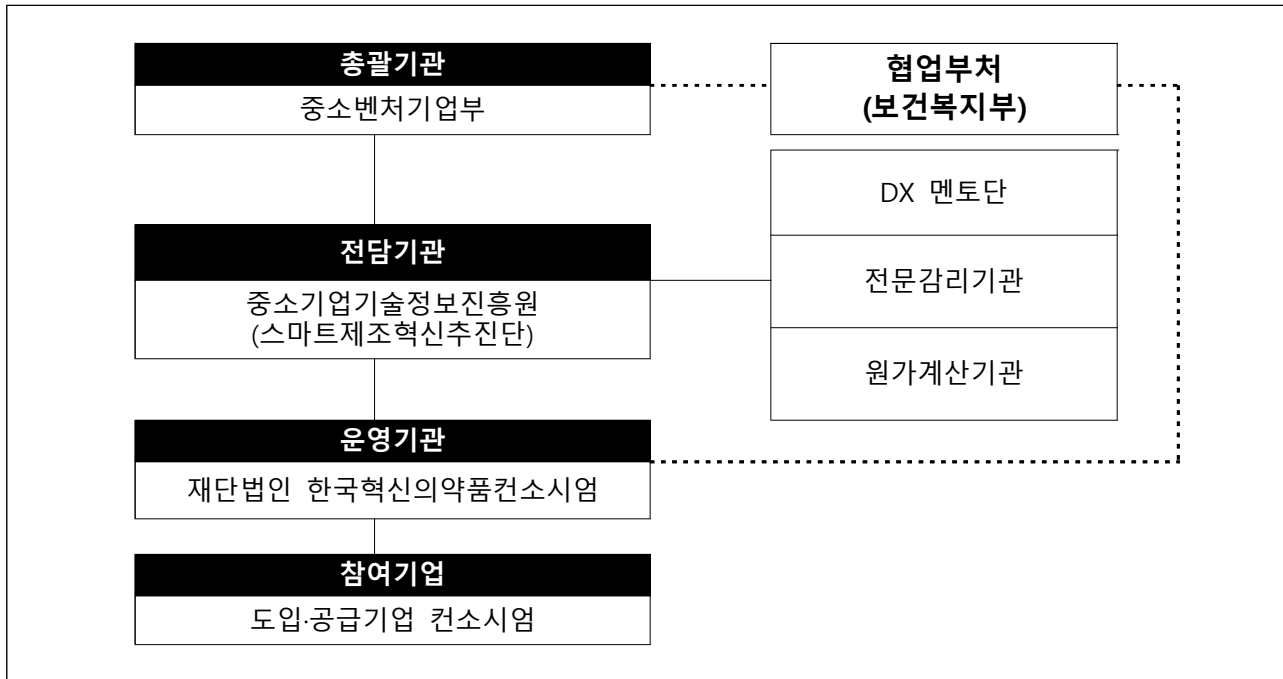 총괄기관
중소벤처기업부
협업부처
(보건복지부)
DX 멘토단
전담기관
중소기업기술정보진흥원
(스마트제조혁신추진단)
전문감리기관
원가계산기관
운영기관
재단법인 한국혁신의약품컨소시엄
참여기업
도입·공급기업 컨소시엄